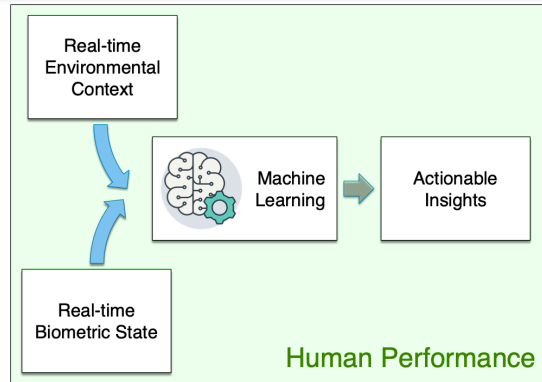 Real-time
Environmental
Context
Machine
Learning
Actionable
Insights
Real-time
Biometric State
Human Performance